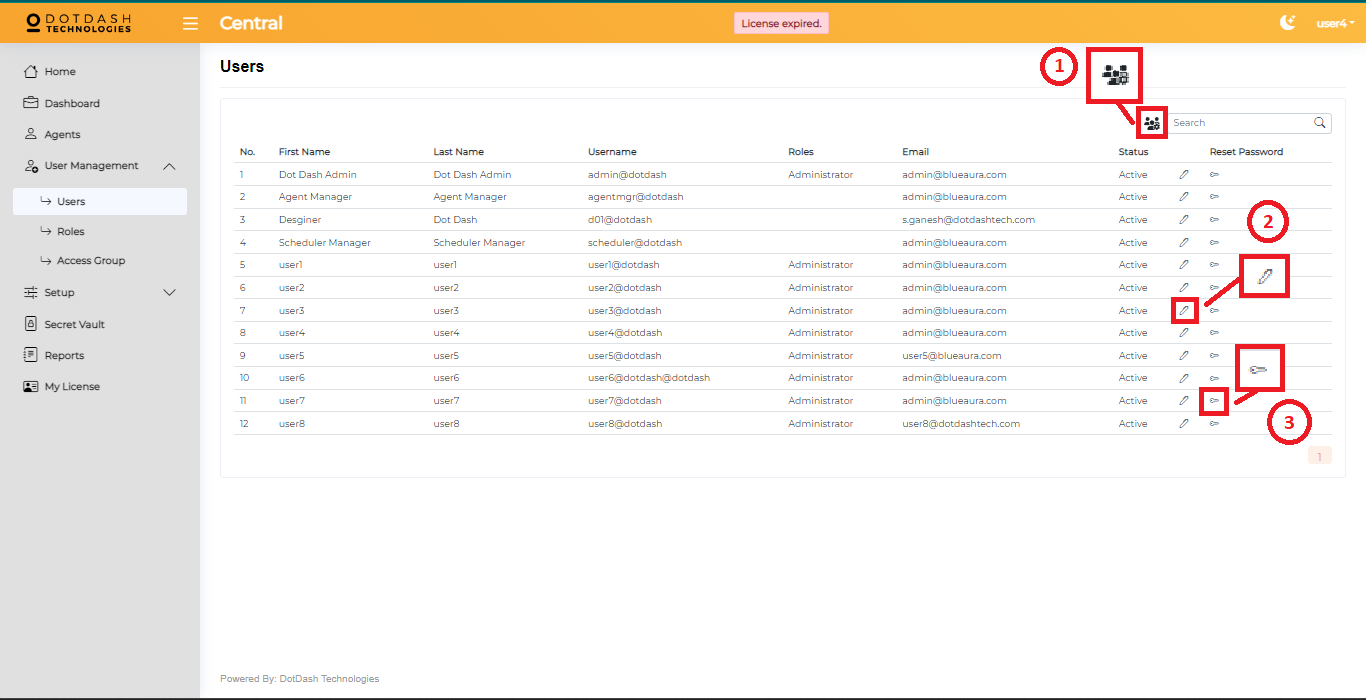 DOTDASH
TECHNOLOGIES
Central
License expired.
user4
Home
Dashboard
Agents
User Management
Users
Roles
Access Group
Setup
Secret Vault
Reports
My License
Users
1
Search
No. First Name Last Name Username Roles Email Status Reset Password
1 Dot Dash Admin Dot Dash Admin admin@dotdash Administrator admin@blueaura.com Active
2 Agent Manager Agent Manager agentmgr@dotdash admin@blueaura.com Active
3 Desginer Dot Dash d01@dotdash s.ganesh@dotdashtech.com Active
4 Scheduler Manager Scheduler Manager scheduler@dotdash admin@blueaura.com Active
5 user1 user1 user1@dotdash Administrator admin@blueaura.com Active
6 user2 user2 user2@dotdash Administrator admin@blueaura.com Active
7 user3 user3 user3@dotdash Administrator admin@blueaura.com Active
8 user4 user4 user4@dotdash Administrator admin@blueaura.com Active
9 user5 user5 user5@dotdash Administrator user5@blueaura.com Active
10 user6 user6 user6@dotdash@dotdash Administrator admin@blueaura.com Active
11 user7 user7 user7@dotdash Administrator admin@blueaura.com Active
12 user8 user8 user8@dotdash Administrator user8@dotdashtech.com Active
2
3
1
Powered By: DotDash Technologies